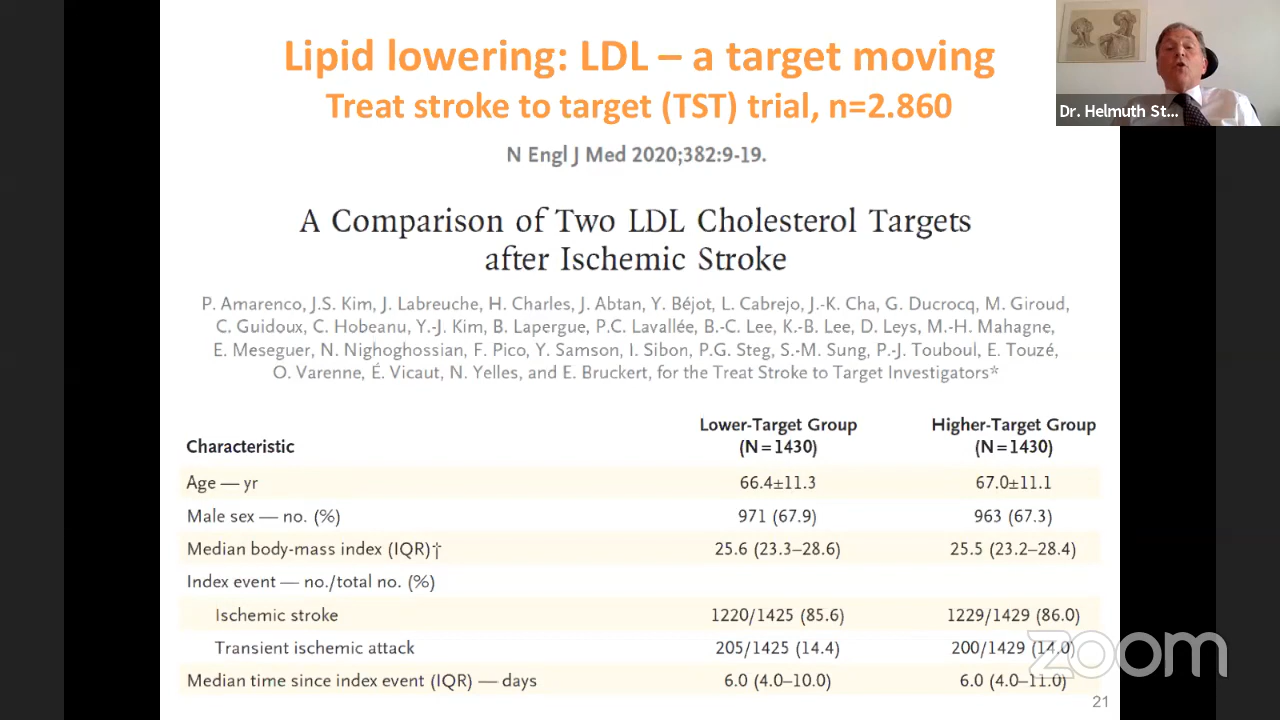 Lipid lowering: LDL – a target moving
Treat stroke to target (TST) trial, n=2.860
Dr. Helmuth St...
N Engl J Med 2020;382:9-19.
A Comparison of Two LDL Cholesterol Targets
after Ischemic Stroke
P. Amarenco, J.S. Kim, J. Labreuche, H. Charles, J. Abtan, Y. Béjot, L. Cabrejo, J.-K. Cha, G. Ducrocq, M. Giroud,
C. Guidoux, C. Hobeanu, Y.-J. Kim, B. Lapergue, P.C. Lavallée, B.-C. Lee, K.-B. Lee, D. Leys, M.-H. Mahagne,
E. Meseguer, N. Nighoghossian, F. Pico, Y. Samson, I. Sibon, P.G. Steg, S.-M. Sung, P.-J. Touboul, E. Touzé,
O. Varenne, É. Vicaut, N. Yelles, and E. Bruckert, for the Treat Stroke to Target Investigators*
Lower-Target Group Higher-Target Group
Characteristic (N=1430) (N=1430)
Age — yr 66.4±11.3 67.0±11.1
Male sex — no. (%) 971 (67.9) 963 (67.3)
Median body-mass index (IQR)† 25.6 (23.3–28.6) 25.5 (23.2–28.4)
Index event — no./total no. (%)
Ischemic stroke 1220/1425 (85.6) 1229/1429 (86.0)
Transient ischemic attack 205/1425 (14.4) 200/1429 (14.0)
Median time since index event (IQR) — days 6.0 (4.0–10.0) 6.0 (4.0–11.0)
zoom
21